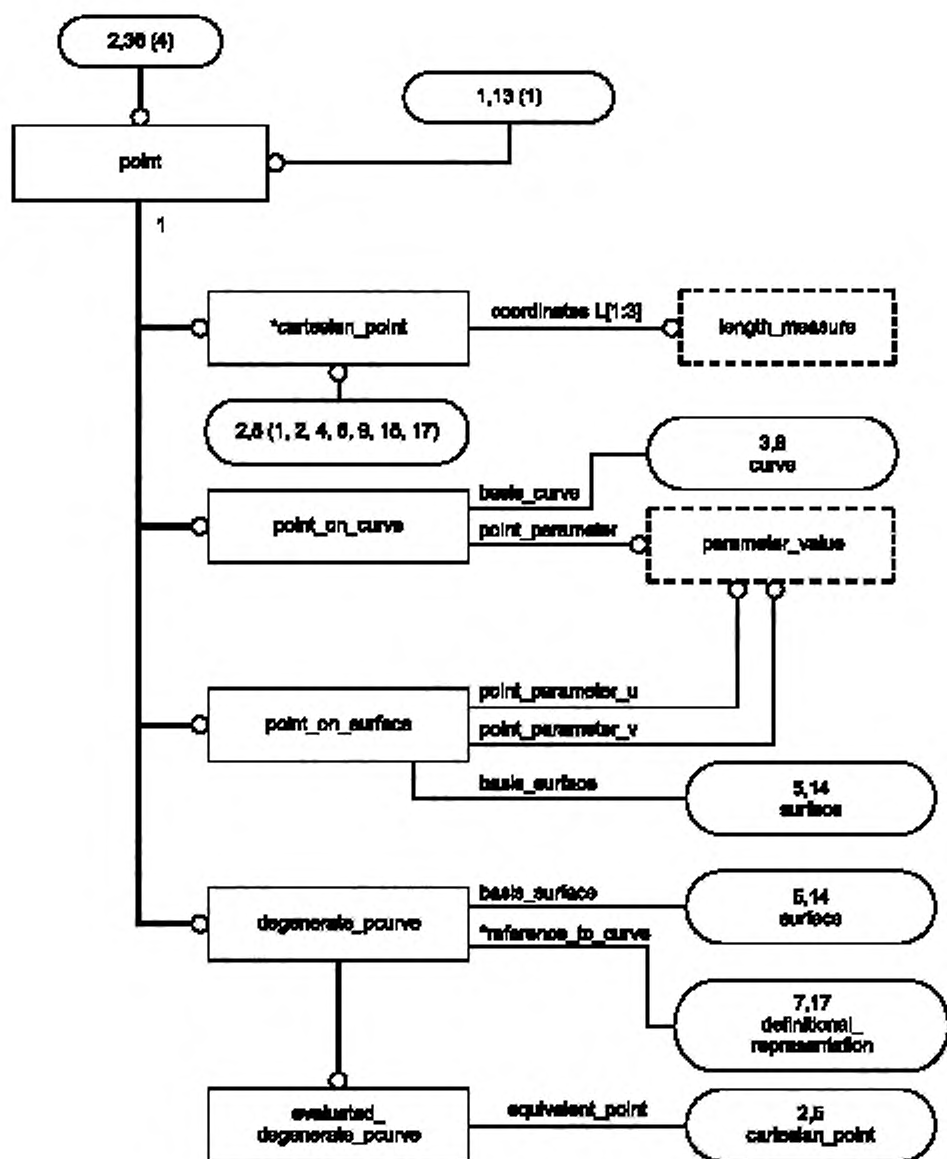 2,36 (4)
1,13 (1)
point
1
*cartesian_point
coordinates L[1:3]
length_measure
2,5 (1, 2, 4, 6, 9, 15, 17)
3,8
curve
basis_curve
point_on_curve
point_parameter
parameter_value
point_parameter_u
point_on_surface
point_parameter_v
basis_surface
5,14
surface
basis_surface
degenerate_pcurve
5,14
surface
*reference_to_curve
7,17
definitional_
representation
evaluated_
degenerate_pcurve
equivalent_point
2,5
cartesian_point